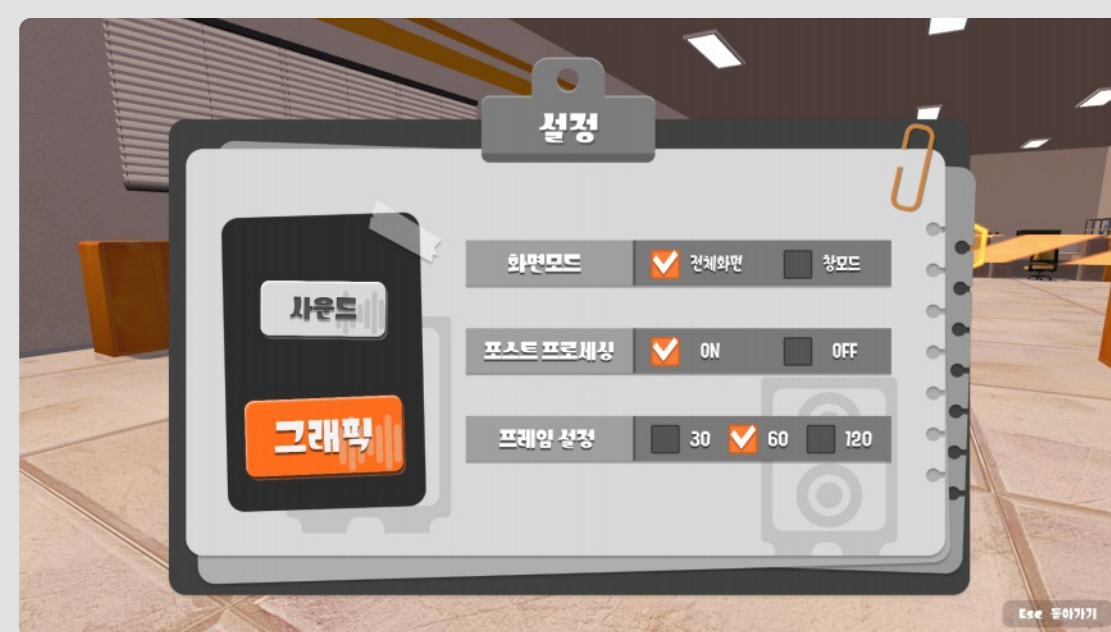 설정
사운드
그래픽
화면모드 전체화면 창모드
포스트 프로세싱 ON OFF
프레임 설정 30 60 120
Esc 돌아가기